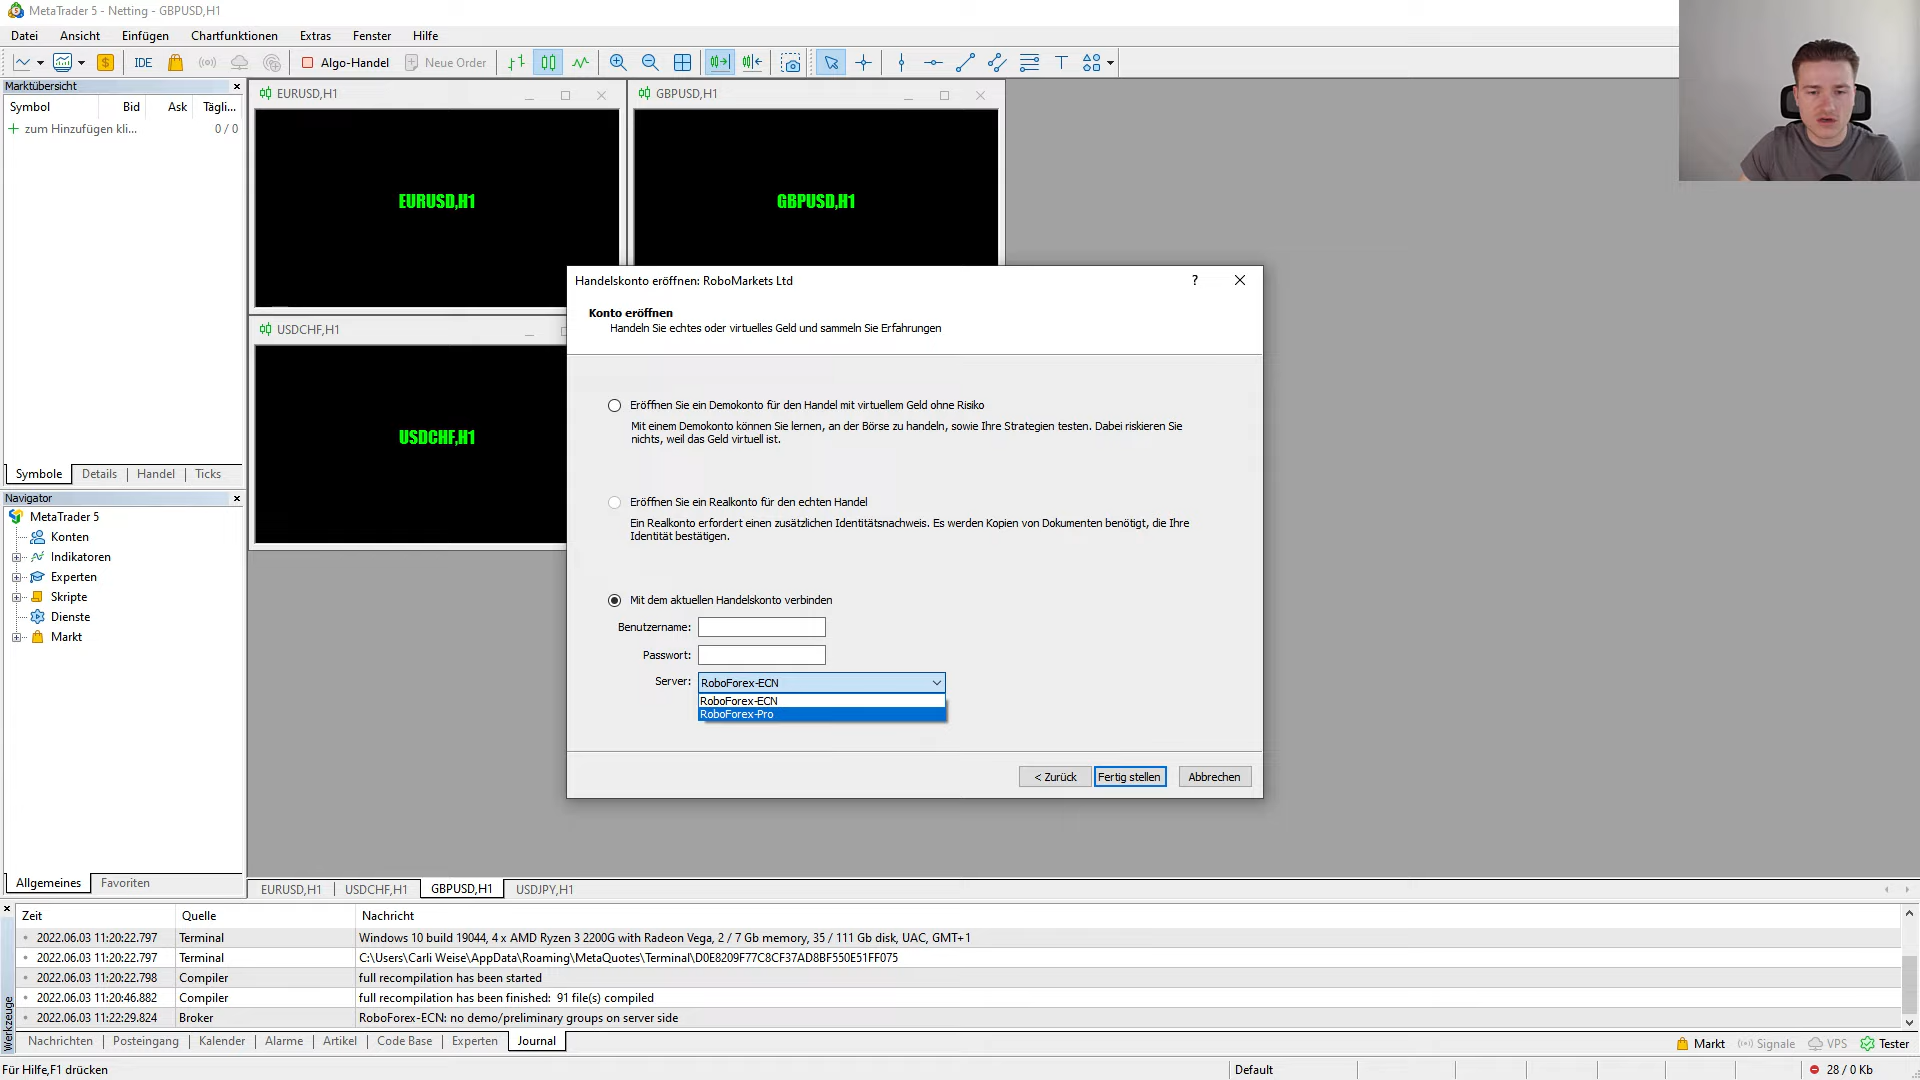 MetaTrader 5 - Netting - GBPUSD,H1
Datei Ansicht Einfügen Chartfunktionen Extras Fenster Hilfe
IDE Algo-Handel Neue Order
Marktübersicht
Symbol Bid Ask Tägli...
zum Hinzufügen kli... 0 / 0
Symbole Details Handel Ticks
Navigator
MetaTrader 5
Konten
Indikatoren
Experten
Skripte
Dienste
Markt
Allgemeines Favoriten
EURUSD,H1
EURUSD,H1
GBPUSD,H1
GBPUSD,H1
USDCHF,H1
USDCHF,H1
Handelskonto eröffnen: RoboMarkets Ltd ?
Konto eröffnen
Handeln Sie echtes oder virtuelles Geld und sammeln Sie Erfahrungen
Eröffnen Sie ein Demokonto für den Handel mit virtuellem Geld ohne Risiko
Mit einem Demokonto können Sie lernen, an der Börse zu handeln, sowie Ihre Strategien testen. Dabei riskieren Sie
nichts, weil das Geld virtuell ist.
Eröffnen Sie ein Realkonto für den echten Handel
Ein Realkonto erfordert einen zusätzlichen Identitätsnachweis. Es werden Kopien von Dokumenten benötigt, die Ihre
Identität bestätigen.
Mit dem aktuellen Handelskonto verbinden
Benutzername:
Passwort:
Server: RoboForex-ECN
RoboForex-ECN
RoboForex-Pro
< Zurück Fertig stellen Abbrechen
EURUSD,H1 USDCHF,H1 GBPUSD,H1 USDJPY,H1
Zeit Quelle Nachricht
2022.06.03 11:20:22.797 Terminal Windows 10 build 19044, 4 x AMD Ryzen 3 2200G with Radeon Vega, 2 / 7 Gb memory, 35 / 111 Gb disk, UAC, GMT+1
2022.06.03 11:20:22.797 Terminal C:\Users\Carli Weise\AppData\Roaming\MetaQuotes\Terminal\D0E8209F77C8CF37AD8BF550E51FF075
2022.06.03 11:20:22.798 Compiler full recompilation has been started
2022.06.03 11:20:46.882 Compiler full recompilation has been finished: 91 file(s) compiled
2022.06.03 11:22:29.824 Broker RoboForex-ECN: no demo/preliminary groups on server side
Werkzeuge
Nachrichten Posteingang Kalender Alarme Artikel Code Base Experten Journal
Markt Signale VPS Tester
Für Hilfe,F1 drücken Default 28 / 0 Kb